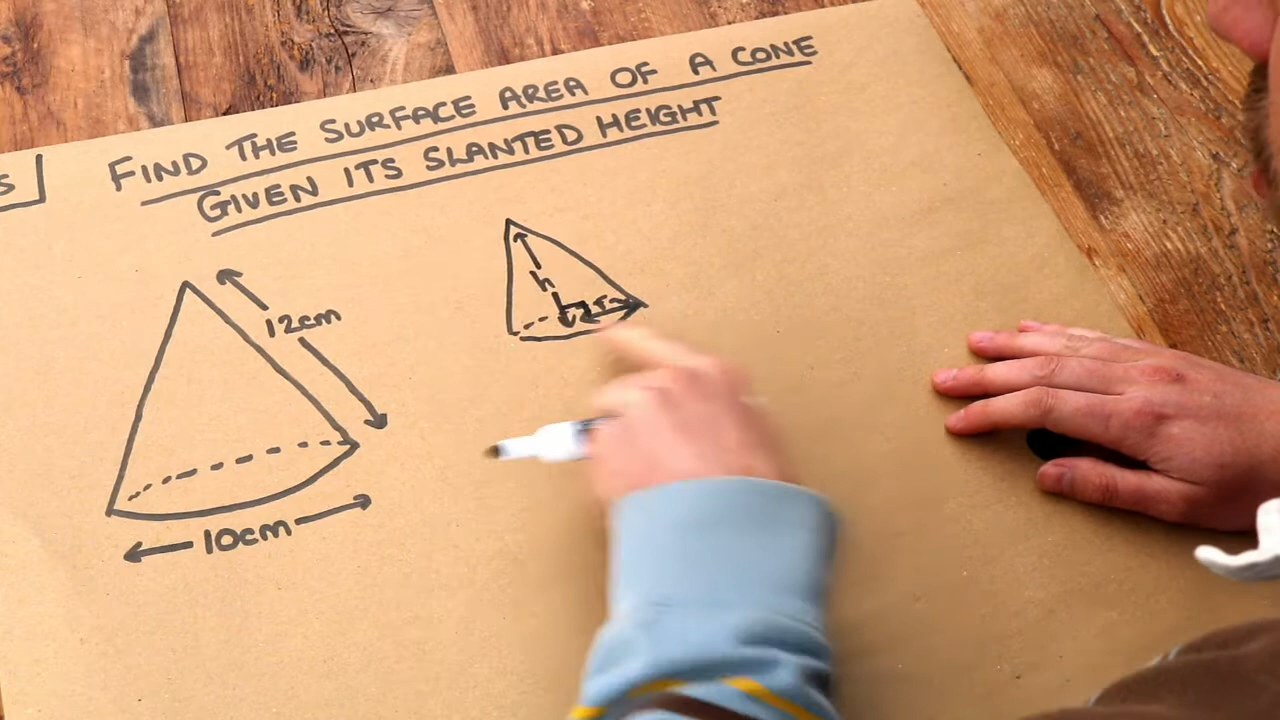 S
FIND THE SURFACE AREA OF A CONE
GIVEN ITS SLANTED HEIGHT
12cm
h
r
10cm